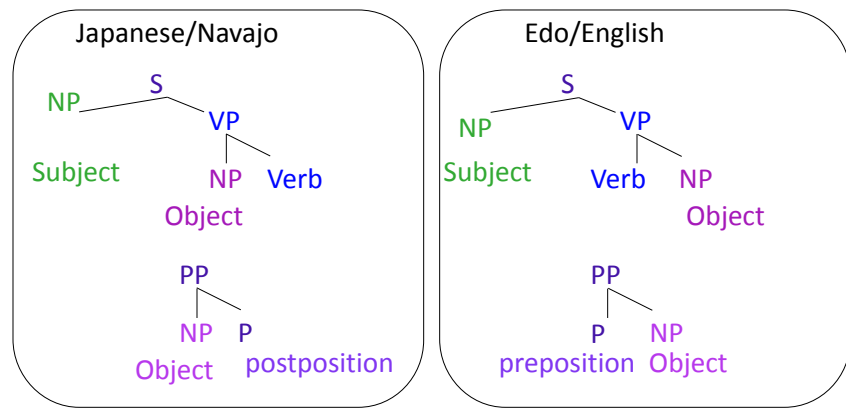 Japanese/Navajo
S
NP
VP
Subject
NP Verb
Object
PP
NP P
Object postposition
Edo/English
S
NP
VP
Subject
Verb NP
Object
PP
P NP
preposition Object